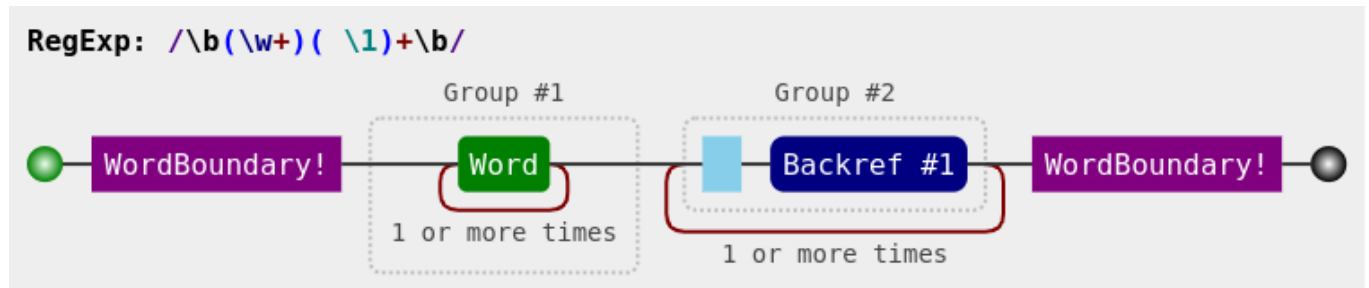 RegExp: /\b(\w+)( \1)+\b/
Group #1 Group #2
WordBoundary! Word Backref #1 WordBoundary!
1 or more times
1 or more times